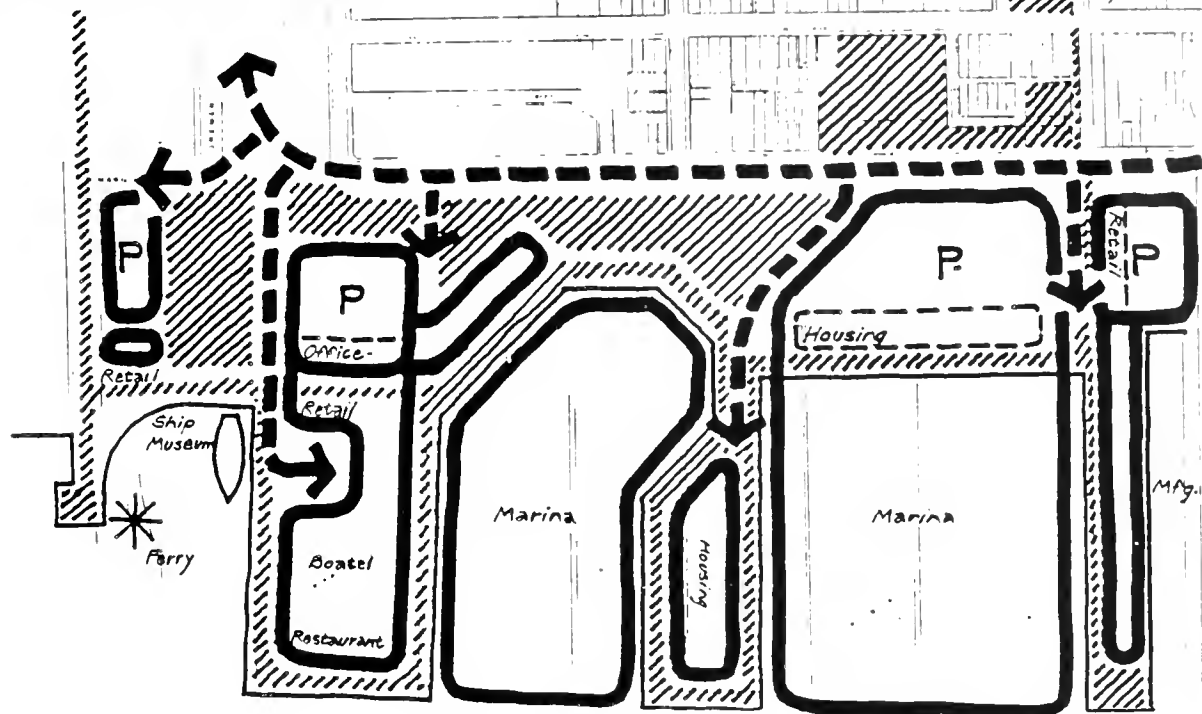 P
P
Office
Retail
Retail
Ship
Museum
Ferry
Boatel
Restaurant
Marina
Housing
P.
Housing
Marina
Retail
P
Mfg.